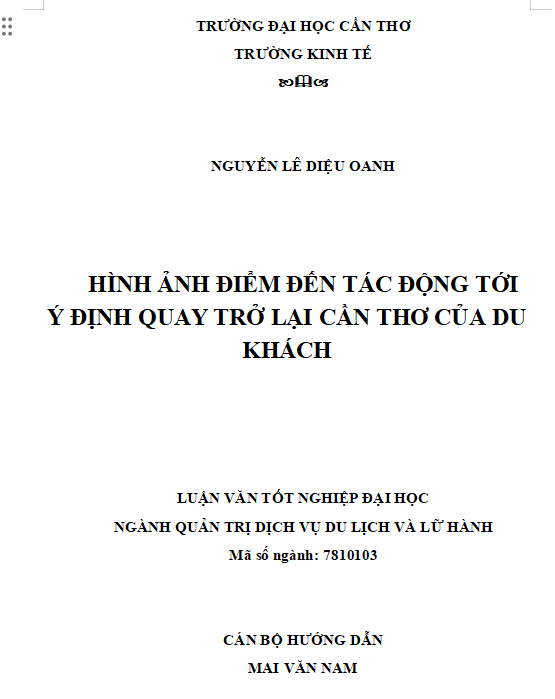 TRƯỜNG ĐẠI HỌC CẦN THƠ
TRƯỜNG KINH TẾ
NGUYỄN LÊ DIỆU OANH
HÌNH ẢNH ĐIỂM ĐẾN TÁC ĐỘNG TỚI
Ý ĐỊNH QUAY TRỞ LẠI CẦN THƠ CỦA DU
KHÁCH
LUẬN VĂN TỐT NGHIỆP ĐẠI HỌC
NGÀNH QUẢN TRỊ DỊCH VỤ DU LỊCH VÀ LỮ HÀNH
Mã số ngành: 7810103
CÁN BỘ HƯỚNG DẪN
MAI VĂN NAM